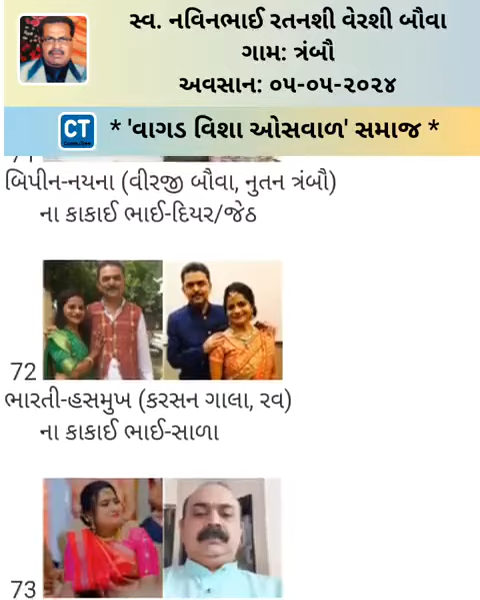 સ્વ. નવિનભાઈ રતનશી વેરશી બૌવા
ગામ: ત્રંબૌ
અવસાન: ૦૫-૦૫-૨૦૨૪
CT
* 'વાગડ વિશા ઓસવાળ' સમાજ *
બિપીન-નયના (વીરજી બૌવા, નુતન ત્રંબૌ)
ના કાકાઈ ભાઈ-દિયર/જેઠ
72
ભારતી-હસમુખ (કરસન ગાલા, રવ)
ના કાકાઈ ભાઈ-સાળા
73